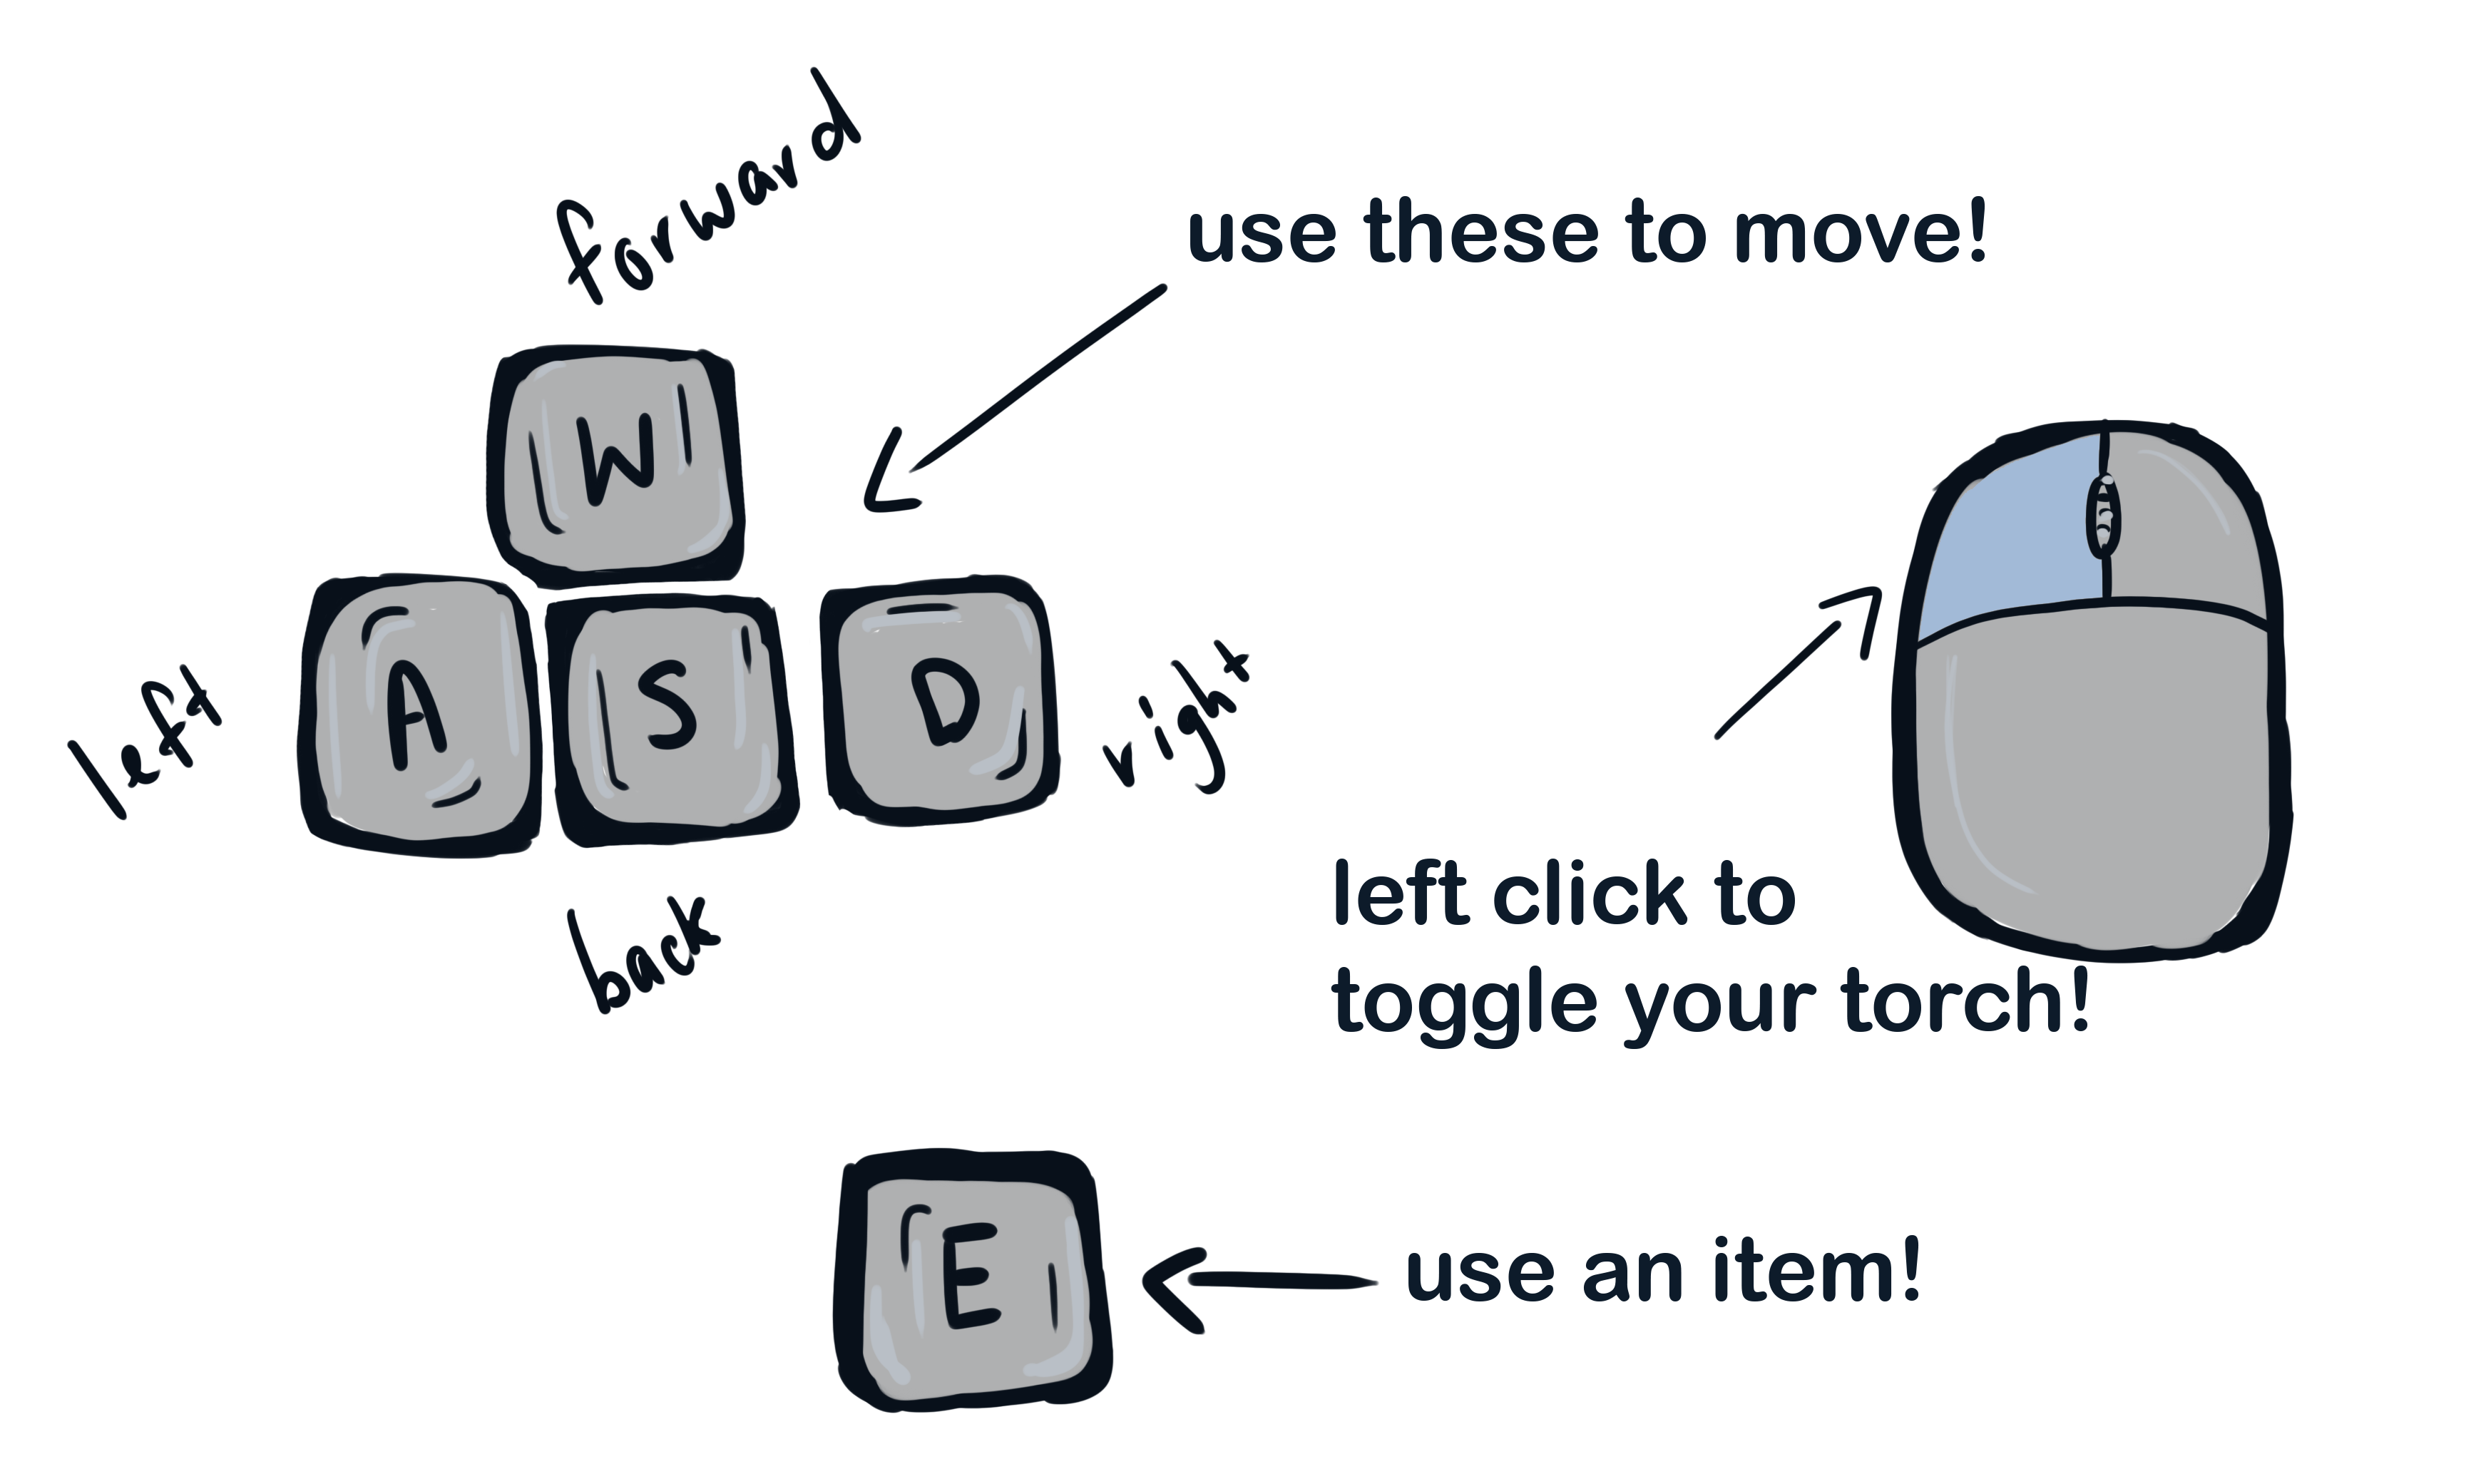 forward
use these to move!
W
A
S
D
left
right
back
left click to
toggle your torch!
E
use an item!